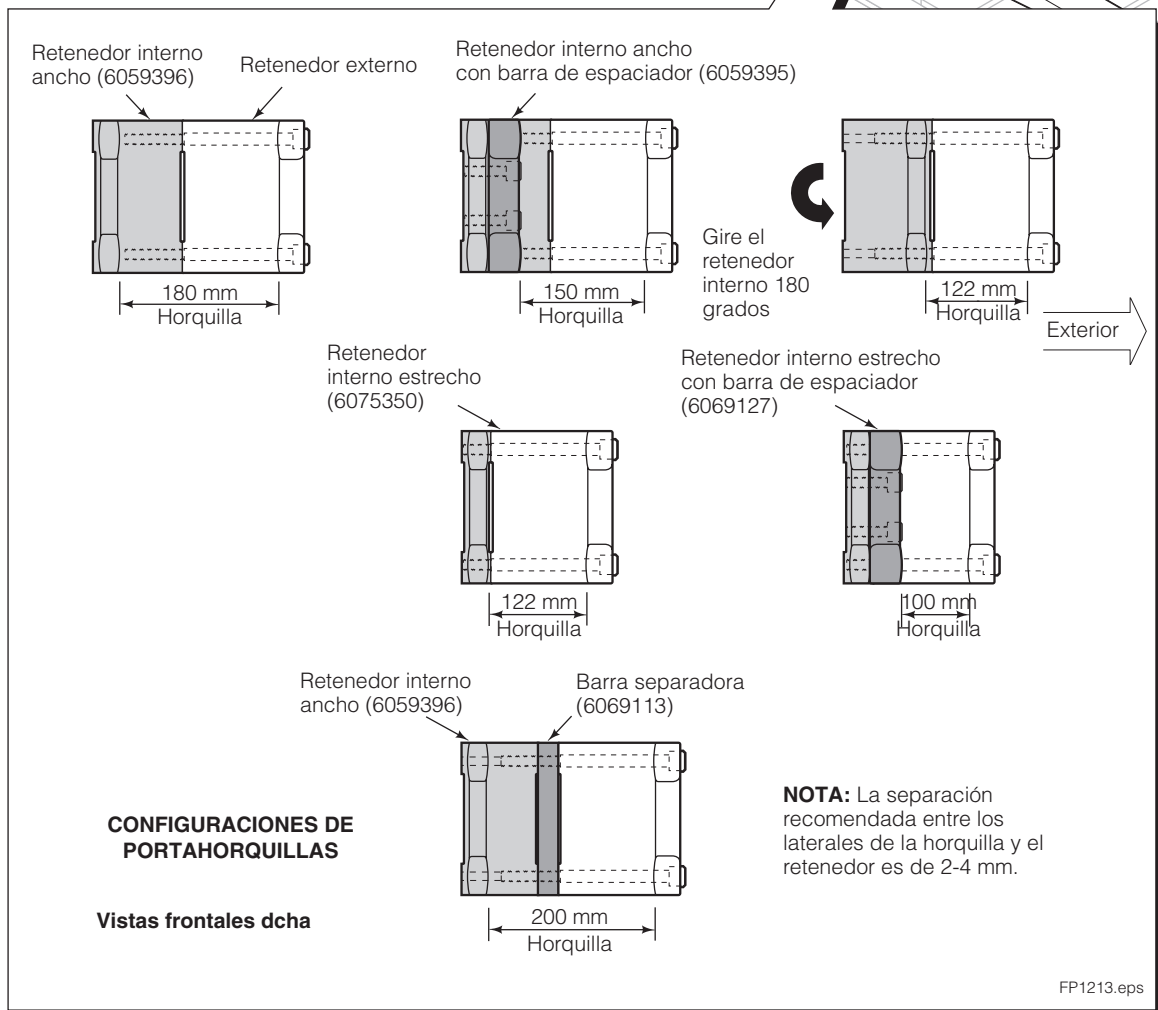 Retenedor interno
ancho (6059396)
Retenedor externo
Retenedor interno ancho
con barra de espaciador (6059395)
Gire el
retenedor
interno 180
grados
180 mm
Horquilla
150 mm
Horquilla
122 mm
Horquilla
Exterior
Retenedor
interno estrecho
(6075350)
Retenedor interno estrecho
con barra de espaciador
(6069127)
122 mm
Horquilla
100 mm
Horquilla
Retenedor interno
ancho (6059396)
Barra separadora
(6069113)
CONFIGURACIONES DE
PORTAHORQUILLAS
Vistas frontales dcha
200 mm
Horquilla
NOTA: La separación
recomendada entre los
laterales de la horquilla y el
retenedor es de 2-4 mm.
FP1213.eps